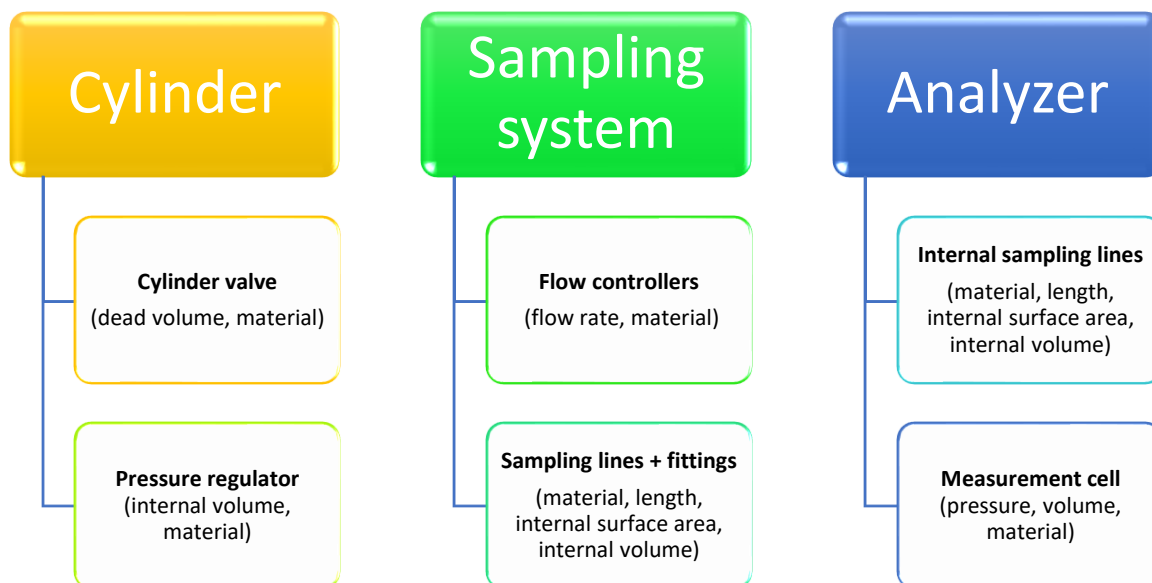 Cylinder
Cylinder valve
(dead volume, material)
Pressure regulator
(internal volume,
material)
Sampling
system
Flow controllers
(flow rate, material)
Sampling lines + fittings
(material, length,
internal surface area,
internal volume)
Analyzer
Internal sampling lines
(material, length,
internal surface area,
internal volume)
Measurement cell
(pressure, volume,
material)